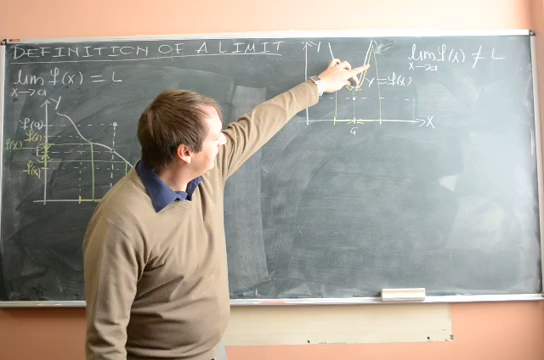 DEFINITION OF A LIMIT
lim f(x) = L
x→a
Y
f(a)
f(x)
f(x)
a
Y
y=f(x)
X
a
lim f(x) ≠ L
x→a